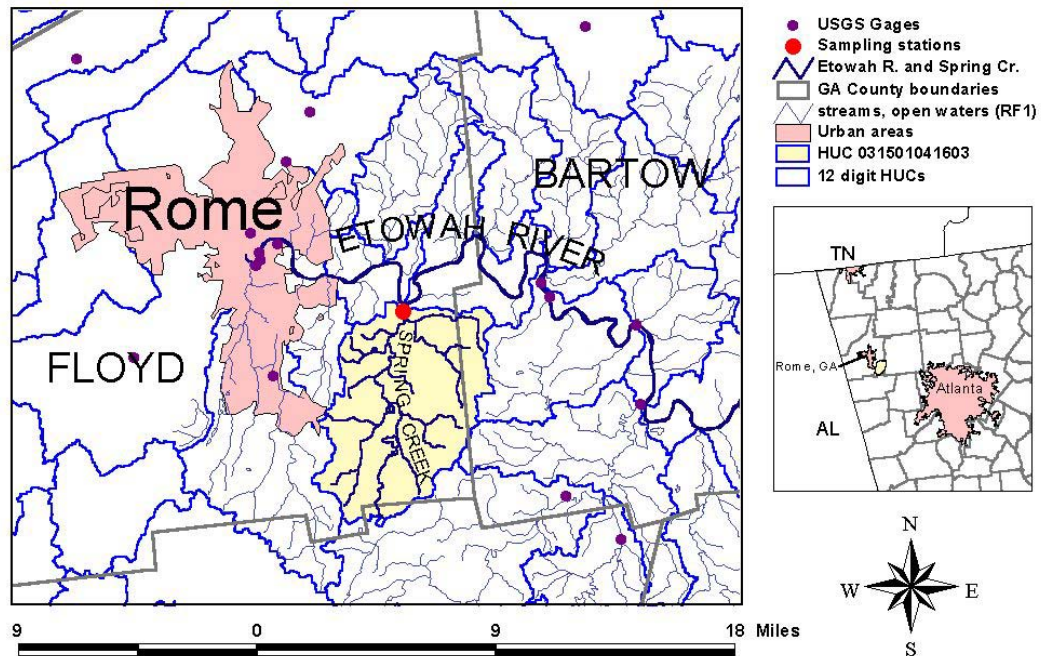 Rome
FLOYD
BARTOW
ETOWAH RIVER
SPRING CREEK
9 0 9 18 Miles
USGS Gages
Sampling stations
Etowah R. and Spring Cr.
GA County boundaries
streams, open waters (RF1)
Urban areas
HUC 031501041603
12 digit HUCs
TN
Rome, GA
Atlanta
AL
N
W E
S